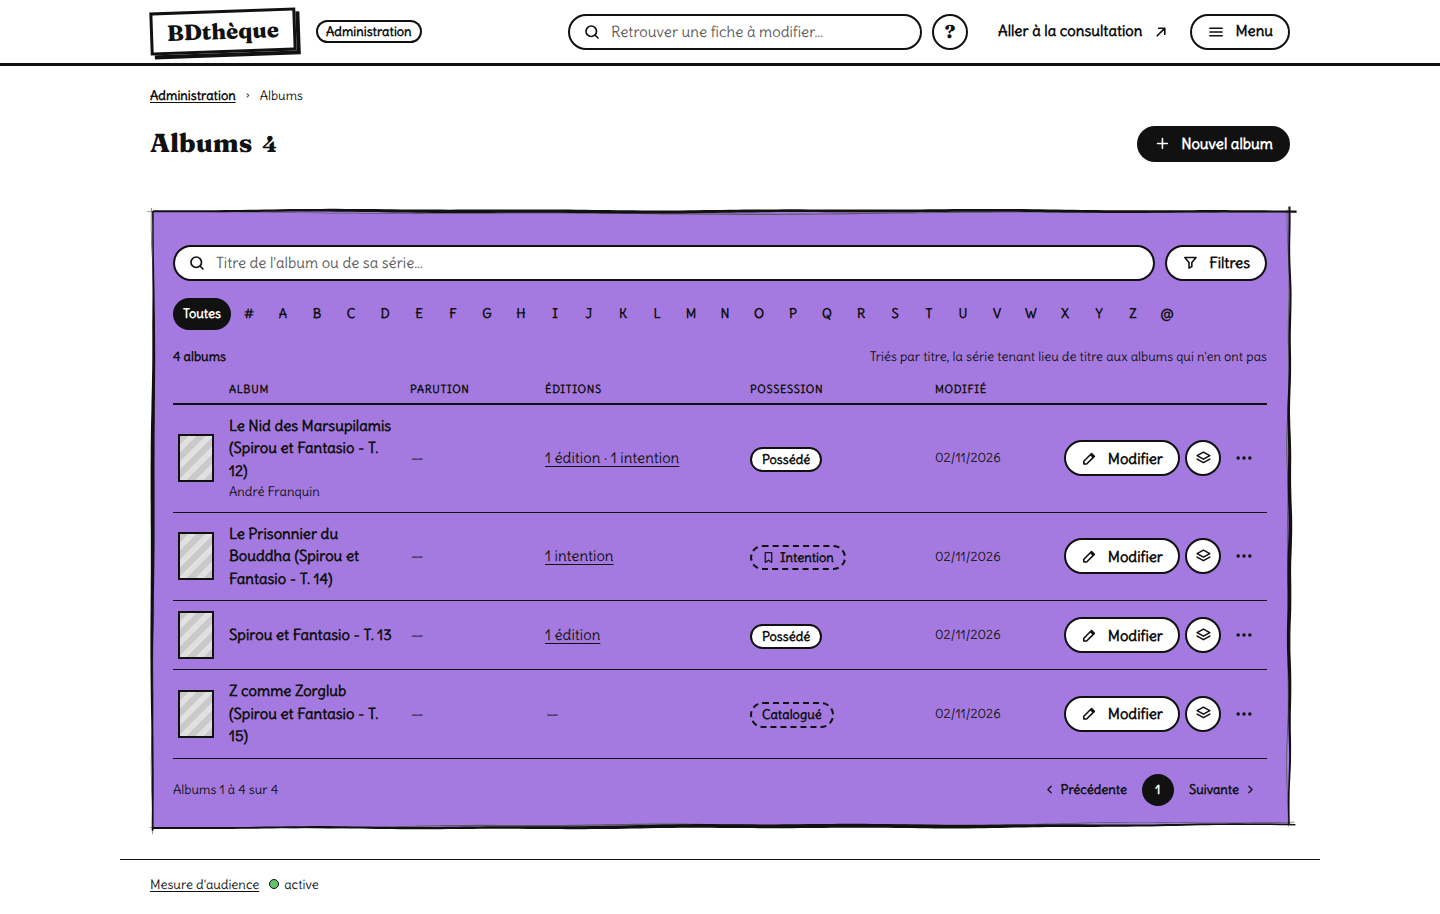 BDthèque
Administration
Retrouver une fiche à modifier...
?
Aller à la consultation
Menu
Administration › Albums
Albums 4
Nouvel album
Titre de l'album ou de sa série...
Filtres
Toutes # A B C D E F G H I J K L M N O P Q R S T U V W X Y Z @
4 albums
Triés par titre, la série tenant lieu de titre aux albums qui n'en ont pas
ALBUM PARUTION ÉDITIONS POSSESSION MODIFIÉ
Le Nid des Marsupilamis
(Spirou et Fantasio - T.
12)
André Franquin
— 1 édition · 1 intention Possédé 02/11/2026 Modifier
Le Prisonnier du
Bouddha (Spirou et
Fantasio - T. 14)
— 1 intention Intention 02/11/2026 Modifier
Spirou et Fantasio - T. 13 — 1 édition Possédé 02/11/2026 Modifier
Z comme Zorglub
(Spirou et Fantasio - T.
15)
— — Catalogué 02/11/2026 Modifier
Albums 1 à 4 sur 4
‹ Précédente 1 Suivante ›
Mesure d'audience active